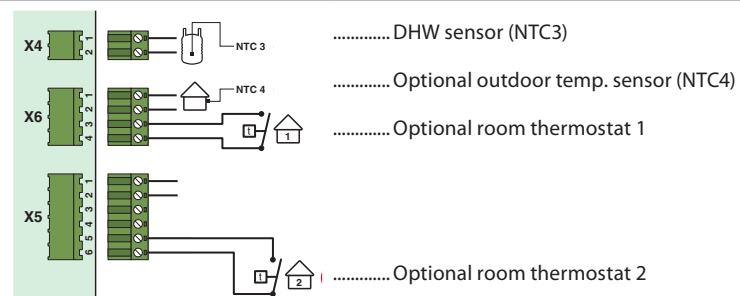 X4 1 2 NTC 3 ............. DHW sensor (NTC3)
NTC 4 ............. Optional outdoor temp. sensor (NTC4)
X6 1 2 3 4 t 1 ............. Optional room thermostat 1
X5 1 2 3 4 5 6
t 2 ............. Optional room thermostat 2